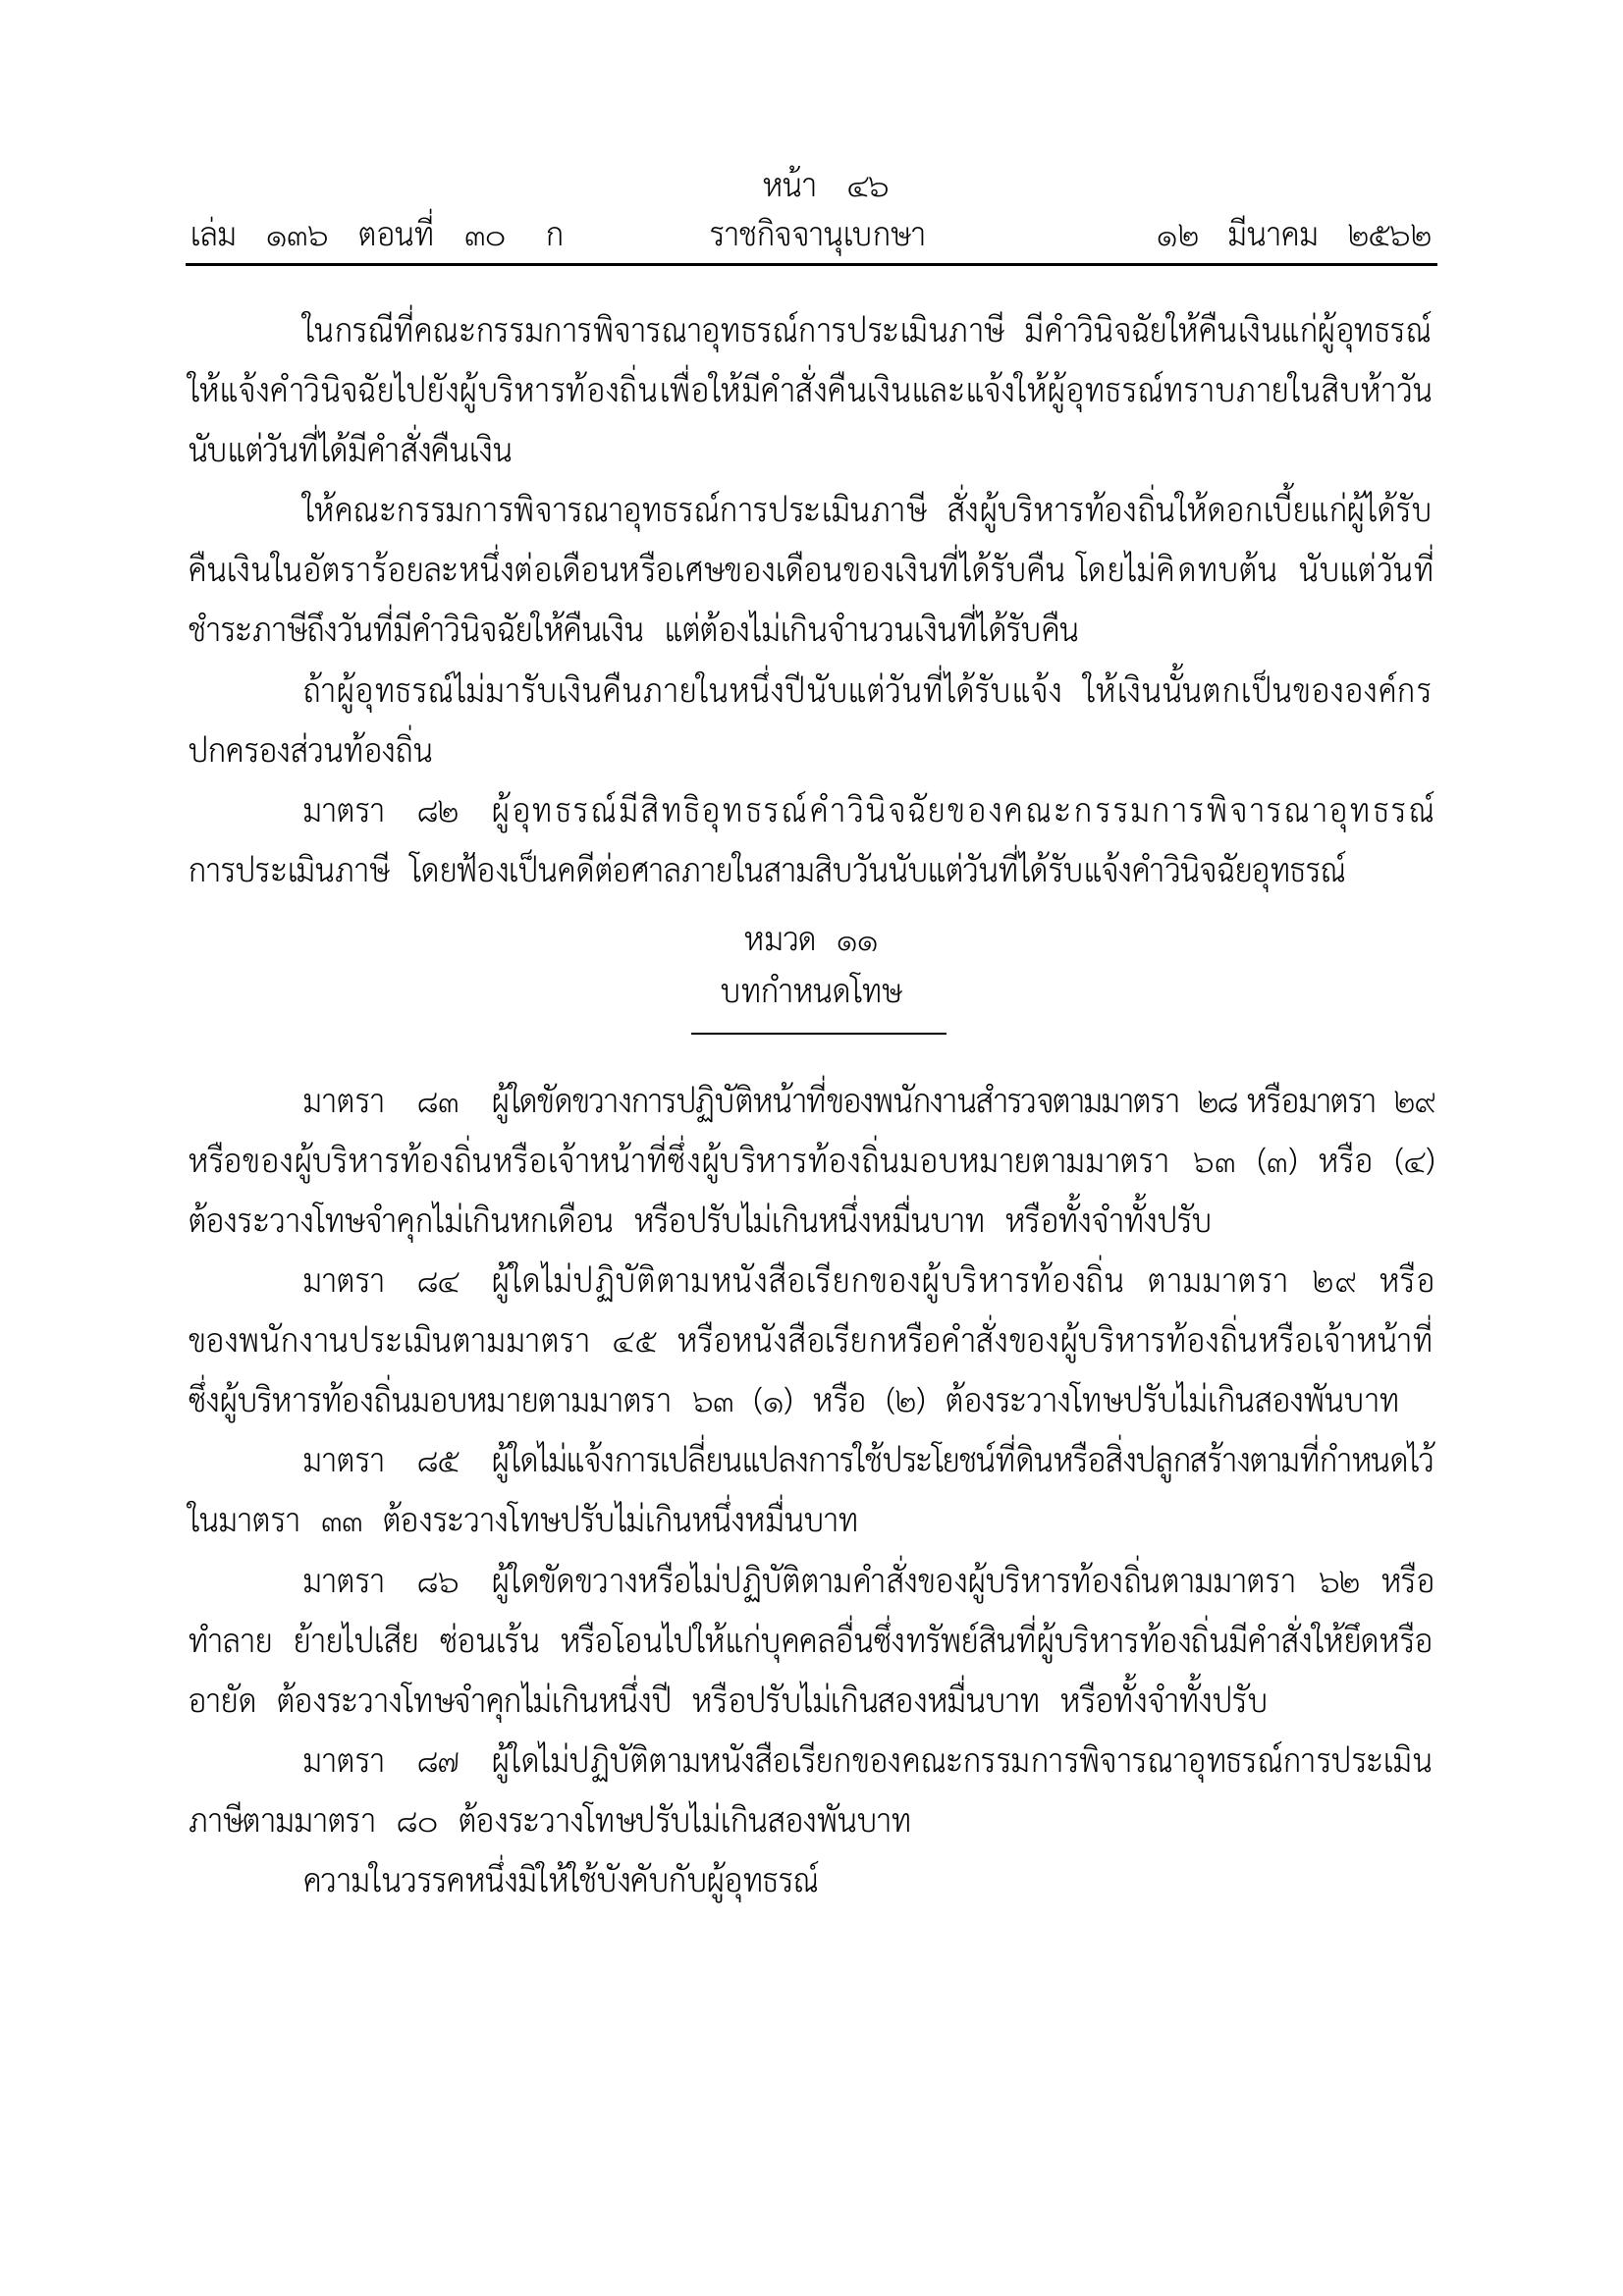 หน้า ๔๖
เล่ม ๑๓๖ ตอนที่ ๓๐ ก ราชกิจจานุเบกษา ๑๒ มีนาคม ๒๕๖๒
ในกรณีที่คณะกรรมการพิจารณาอุทธรณ์การประเมินภาษี มีคำวินิจฉัยให้คืนเงินแก่ผู้อุทธรณ์
ให้แจ้งคำวินิจฉัยไปยังผู้บริหารท้องถิ่นเพื่อให้มีคำสั่งคืนเงินและแจ้งให้ผู้อุทธรณ์ทราบภายในสิบห้าวัน
นับแต่วันที่ได้มีคำสั่งคืนเงิน
ให้คณะกรรมการพิจารณาอุทธรณ์การประเมินภาษี สั่งผู้บริหารท้องถิ่นให้ดอกเบี้ยแก่ผู้ได้รับ
คืนเงินในอัตราร้อยละหนึ่งต่อเดือนหรือเศษของเดือนของเงินที่ได้รับคืน โดยไม่คิดทบต้น นับแต่วันที่
ชำระภาษีถึงวันที่มีคำวินิจฉัยให้คืนเงิน แต่ต้องไม่เกินจำนวนเงินที่ได้รับคืน
ถ้าผู้อุทธรณ์ไม่มารับเงินคืนภายในหนึ่งปีนับแต่วันที่ได้รับแจ้ง ให้เงินนั้นตกเป็นขององค์กร
ปกครองส่วนท้องถิ่น
มาตรา ๘๒ ผู้อุทธรณ์มีสิทธิอุทธรณ์คำวินิจฉัยของคณะกรรมการพิจารณาอุทธรณ์
การประเมินภาษี โดยฟ้องเป็นคดีต่อศาลภายในสามสิบวันนับแต่วันที่ได้รับแจ้งคำวินิจฉัยอุทธรณ์
หมวด ๑๑
บทกำหนดโทษ
มาตรา ๘๓ ผู้ใดขัดขวางการปฏิบัติหน้าที่ของพนักงานสำรวจตามมาตรา ๒๘ หรือมาตรา ๒๙
หรือของผู้บริหารท้องถิ่นหรือเจ้าหน้าที่ซึ่งผู้บริหารท้องถิ่นมอบหมายตามมาตรา ๖๓ (๓) หรือ (๔)
ต้องระวางโทษจำคุกไม่เกินหกเดือน หรือปรับไม่เกินหนึ่งหมื่นบาท หรือทั้งจำทั้งปรับ
มาตรา ๘๔ ผู้ใดไม่ปฏิบัติตามหนังสือเรียกของผู้บริหารท้องถิ่น ตามมาตรา ๒๙ หรือ
ของพนักงานประเมินตามมาตรา ๔๕ หรือหนังสือเรียกหรือคำสั่งของผู้บริหารท้องถิ่นหรือเจ้าหน้าที่
ซึ่งผู้บริหารท้องถิ่นมอบหมายตามมาตรา ๖๓ (๑) หรือ (๒) ต้องระวางโทษปรับไม่เกินสองพันบาท
มาตรา ๘๕ ผู้ใดไม่แจ้งการเปลี่ยนแปลงการใช้ประโยชน์ที่ดินหรือสิ่งปลูกสร้างตามที่กำหนดไว้
ในมาตรา ๓๓ ต้องระวางโทษปรับไม่เกินหนึ่งหมื่นบาท
มาตรา ๘๖ ผู้ใดขัดขวางหรือไม่ปฏิบัติตามคำสั่งของผู้บริหารท้องถิ่นตามมาตรา ๖๒ หรือ
ทำลาย ย้ายไปเสีย ซ่อนเร้น หรือโอนไปให้แก่บุคคลอื่นซึ่งทรัพย์สินที่ผู้บริหารท้องถิ่นมีคำสั่งให้ยึดหรือ
อายัด ต้องระวางโทษจำคุกไม่เกินหนึ่งปี หรือปรับไม่เกินสองหมื่นบาท หรือทั้งจำทั้งปรับ
มาตรา ๘๗ ผู้ใดไม่ปฏิบัติตามหนังสือเรียกของคณะกรรมการพิจารณาอุทธรณ์การประเมิน
ภาษีตามมาตรา ๘๐ ต้องระวางโทษปรับไม่เกินสองพันบาท
ความในวรรคหนึ่งมิให้ใช้บังคับกับผู้อุทธรณ์